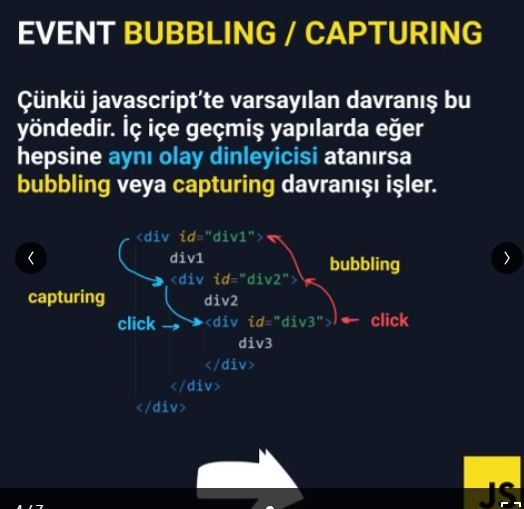 EVENT BUBBLING / CAPTURING
Çünkü javascript'te varsayılan davranış bu
yöndedir. İç içe geçmiş yapılarda eğer
hepsine aynı olay dinleyicisi atanırsa
bubbling veya capturing davranışı işler.
<div id="div1">
div1
bubbling
<div id="div2">
capturing
div2
click
<div id="div3">
click
div3
</div>
</div>
</div>
JS